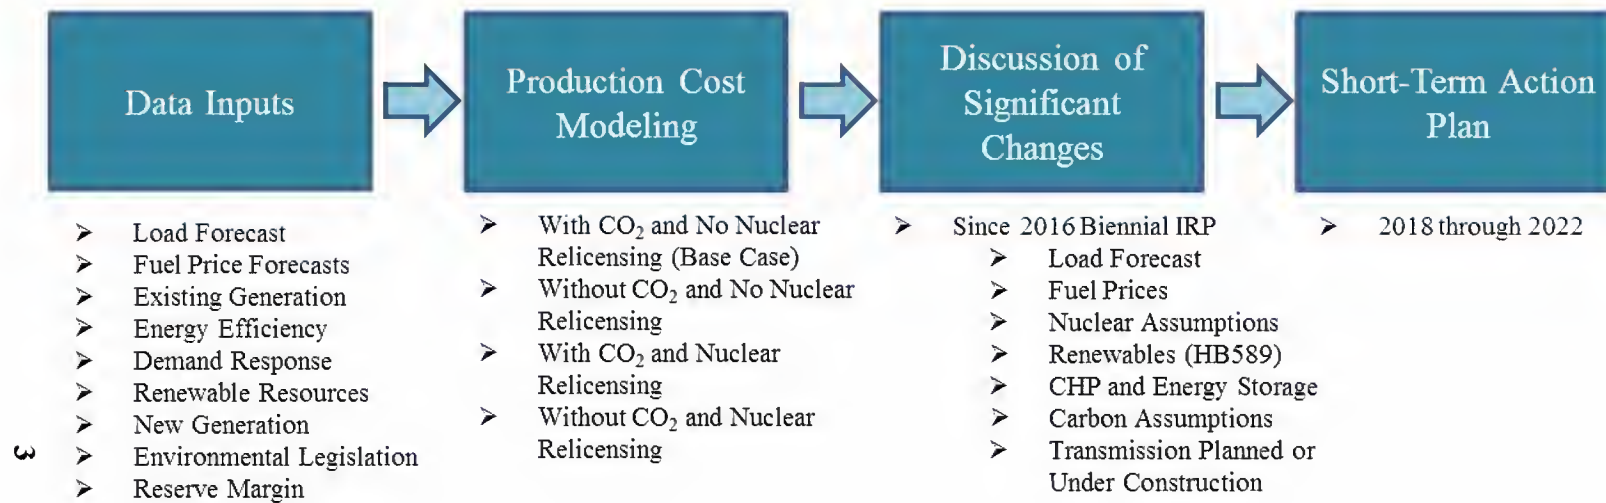 Data Inputs
➤ Load Forecast
➤ Fuel Price Forecasts
➤ Existing Generation
➤ Energy Efficiency
➤ Demand Response
➤ Renewable Resources
➤ New Generation
➤ Environmental Legislation
➤ Reserve Margin
Production Cost
Modeling
➤ With CO₂ and No Nuclear
Relicensing (Base Case)
➤ Without CO₂ and No Nuclear
Relicensing
➤ With CO₂ and Nuclear
Relicensing
➤ Without CO₂ and Nuclear
Relicensing
Discussion of
Significant
Changes
➤ Since 2016 Biennial IRP
➤ Load Forecast
➤ Fuel Prices
➤ Nuclear Assumptions
➤ Renewables (HB589)
➤ CHP and Energy Storage
➤ Carbon Assumptions
➤ Transmission Planned or
Under Construction
Short-Term Action
Plan
➤ 2018 through 2022
3